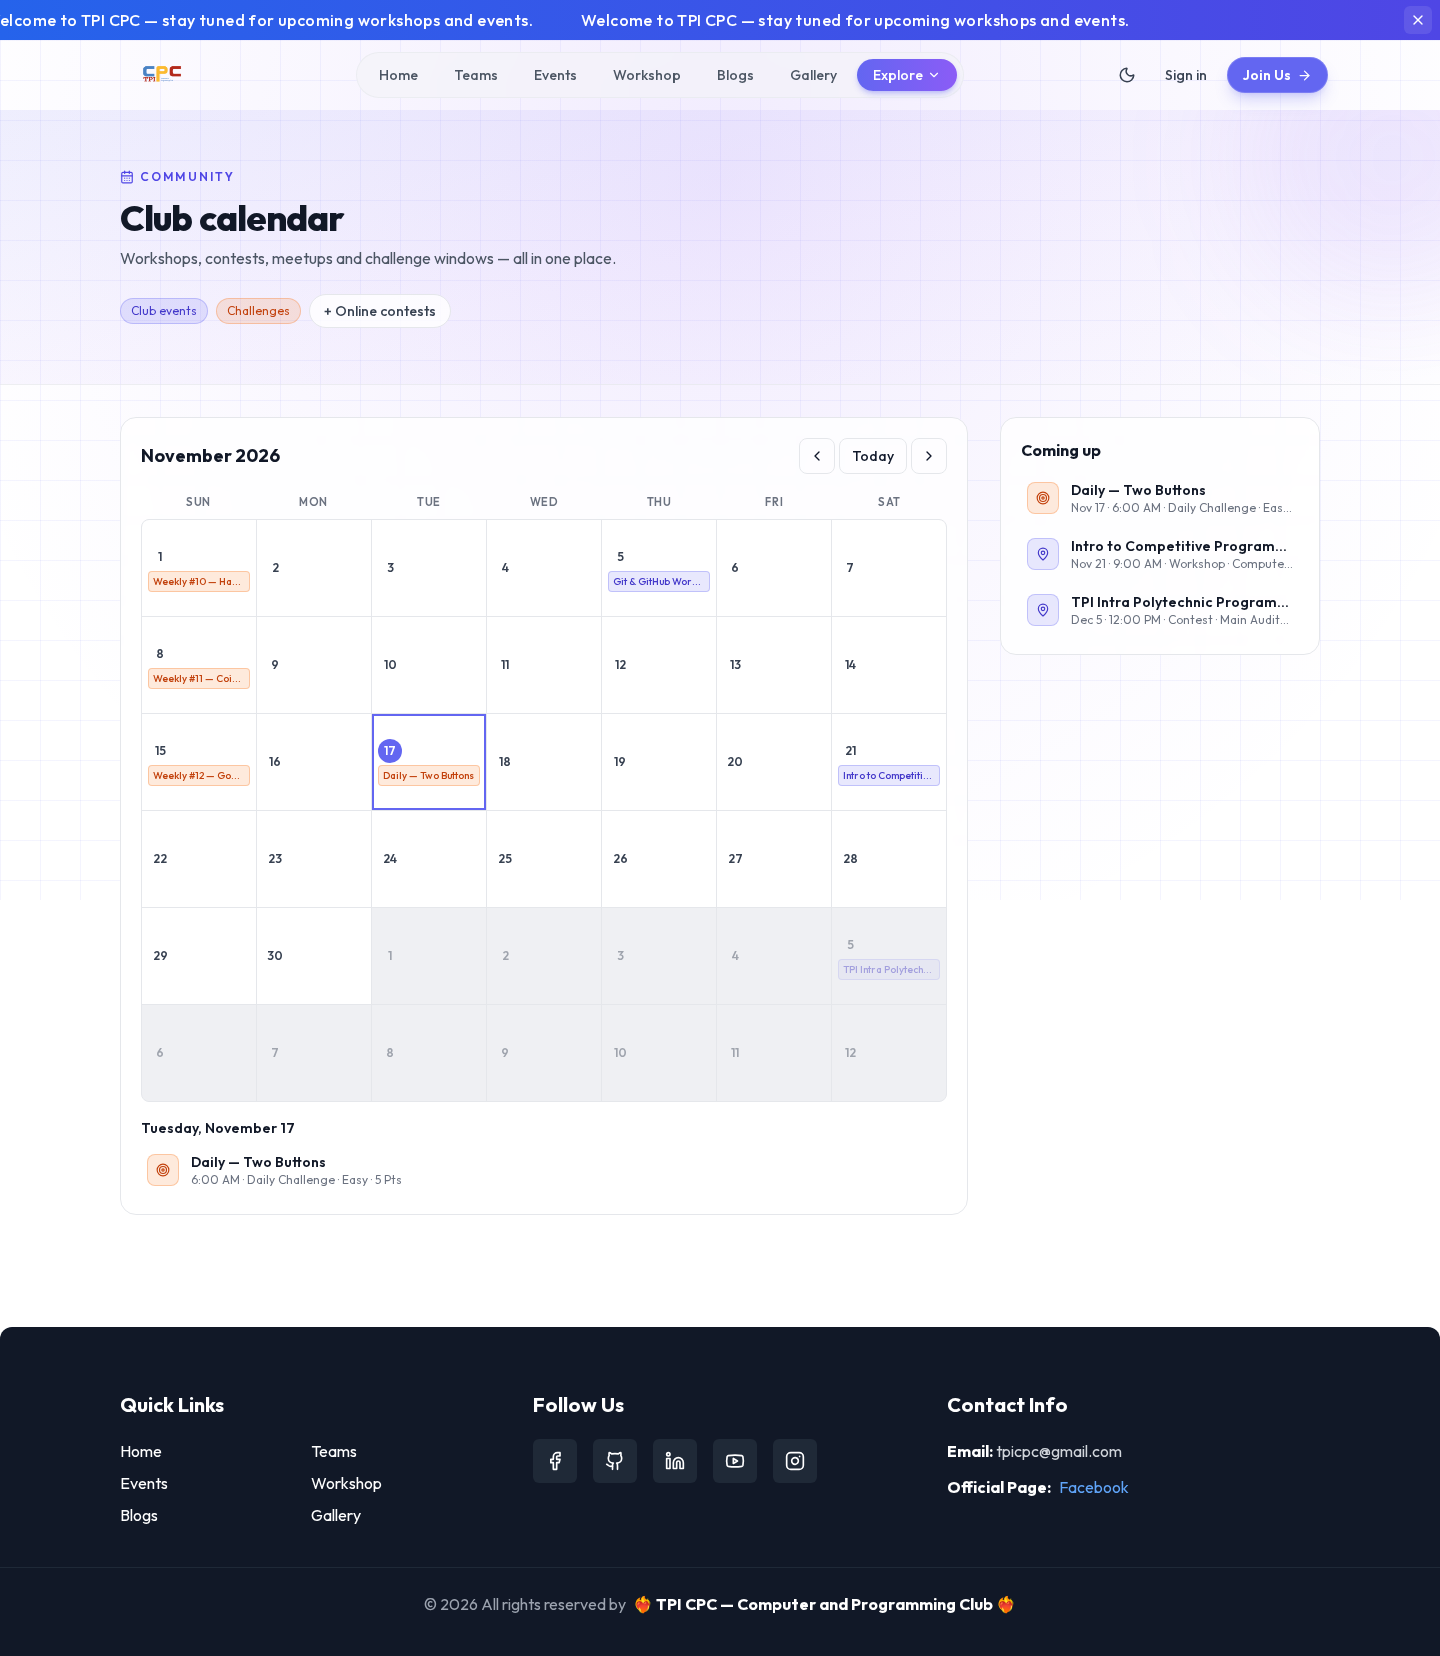 elcome to TPI CPC — stay tuned for upcoming workshops and events. Welcome to TPI CPC — stay tuned for upcoming workshops and events.
CPC
TPI
Home Teams Events Workshop Blogs Gallery Explore
Sign in Join Us
COMMUNITY
Club calendar
Workshops, contests, meetups and challenge windows — all in one place.
Club events Challenges + Online contests
November 2026
Today
SUN MON TUE WED THU FRI SAT
1 2 3 4 5 6 7
Weekly #10 — Ha... Git & GitHub Wor...
8 9 10 11 12 13 14
Weekly #11 — Coi...
15 16 17 18 19 20 21
Weekly #12 — Go... Daily — Two Buttons Intro to Competiti...
22 23 24 25 26 27 28
29 30 1 2 3 4 5
TPI Intra Polytech...
6 7 8 9 10 11 12
Tuesday, November 17
Daily — Two Buttons
6:00 AM · Daily Challenge · Easy · 5 Pts
Coming up
Daily — Two Buttons
Nov 17 · 6:00 AM · Daily Challenge · Eas...
Intro to Competitive Program...
Nov 21 · 9:00 AM · Workshop · Compute...
TPI Intra Polytechnic Program...
Dec 5 · 12:00 PM · Contest · Main Audit...
Quick Links
Home Teams
Events Workshop
Blogs Gallery
Follow Us
Contact Info
Email: tpicpc@gmail.com
Official Page: Facebook
© 2026 All rights reserved by ❤️‍🔥 TPI CPC — Computer and Programming Club ❤️‍🔥